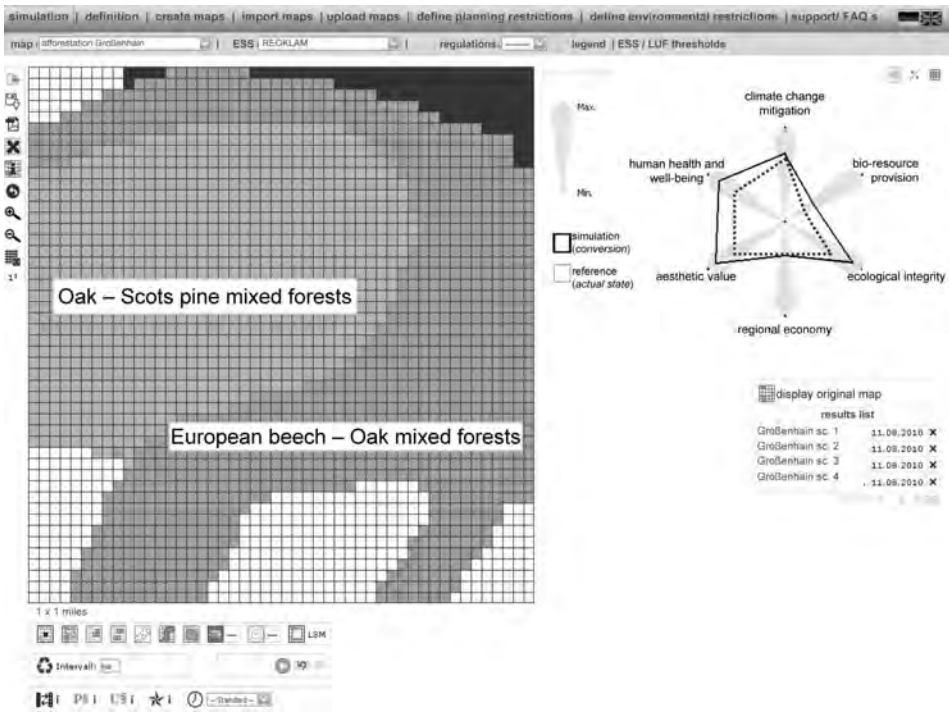 simulation | definition | create maps | import maps | upload maps | define planning restrictions | define environmental restrictions | support/ FAQ s
map: afforestation Großenhain | ESS: REGKLAM | regulations: ------ legend | ESS / LUF thresholds
Max.
Min.
simulation
(conversion)
reference
(actual state)
climate change
mitigation
human health and
well-being
bio-resource
provision
aesthetic value
ecological integrity
regional economy
Oak – Scots pine mixed forests
European beech – Oak mixed forests
display original map
results list
Großenhain sc. 1 11.08.2010 X
Großenhain sc. 2 11.08.2010 X
Großenhain sc. 3 11.08.2010 X
Großenhain sc. 4 11.08.2010 X
1 x 1 miles
LSM
Intervall:
10
i PS i US i i -Standard-